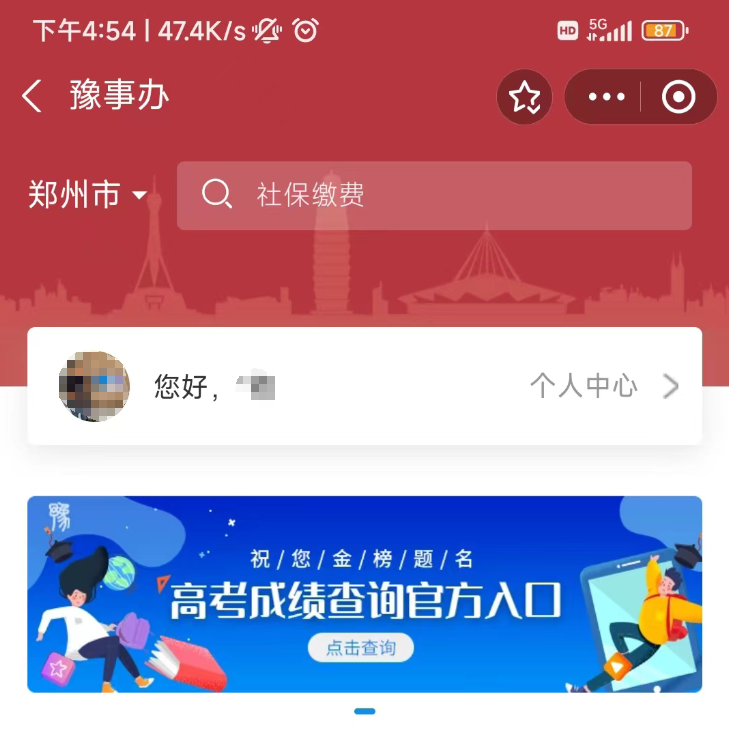 下午4:54 | 47.4K/s
HD 5G 87
豫事办
郑州市
社保缴费
您好，
个人中心
豫
祝/您/金/榜/题/名
高考成绩查询官方入口
点击查询